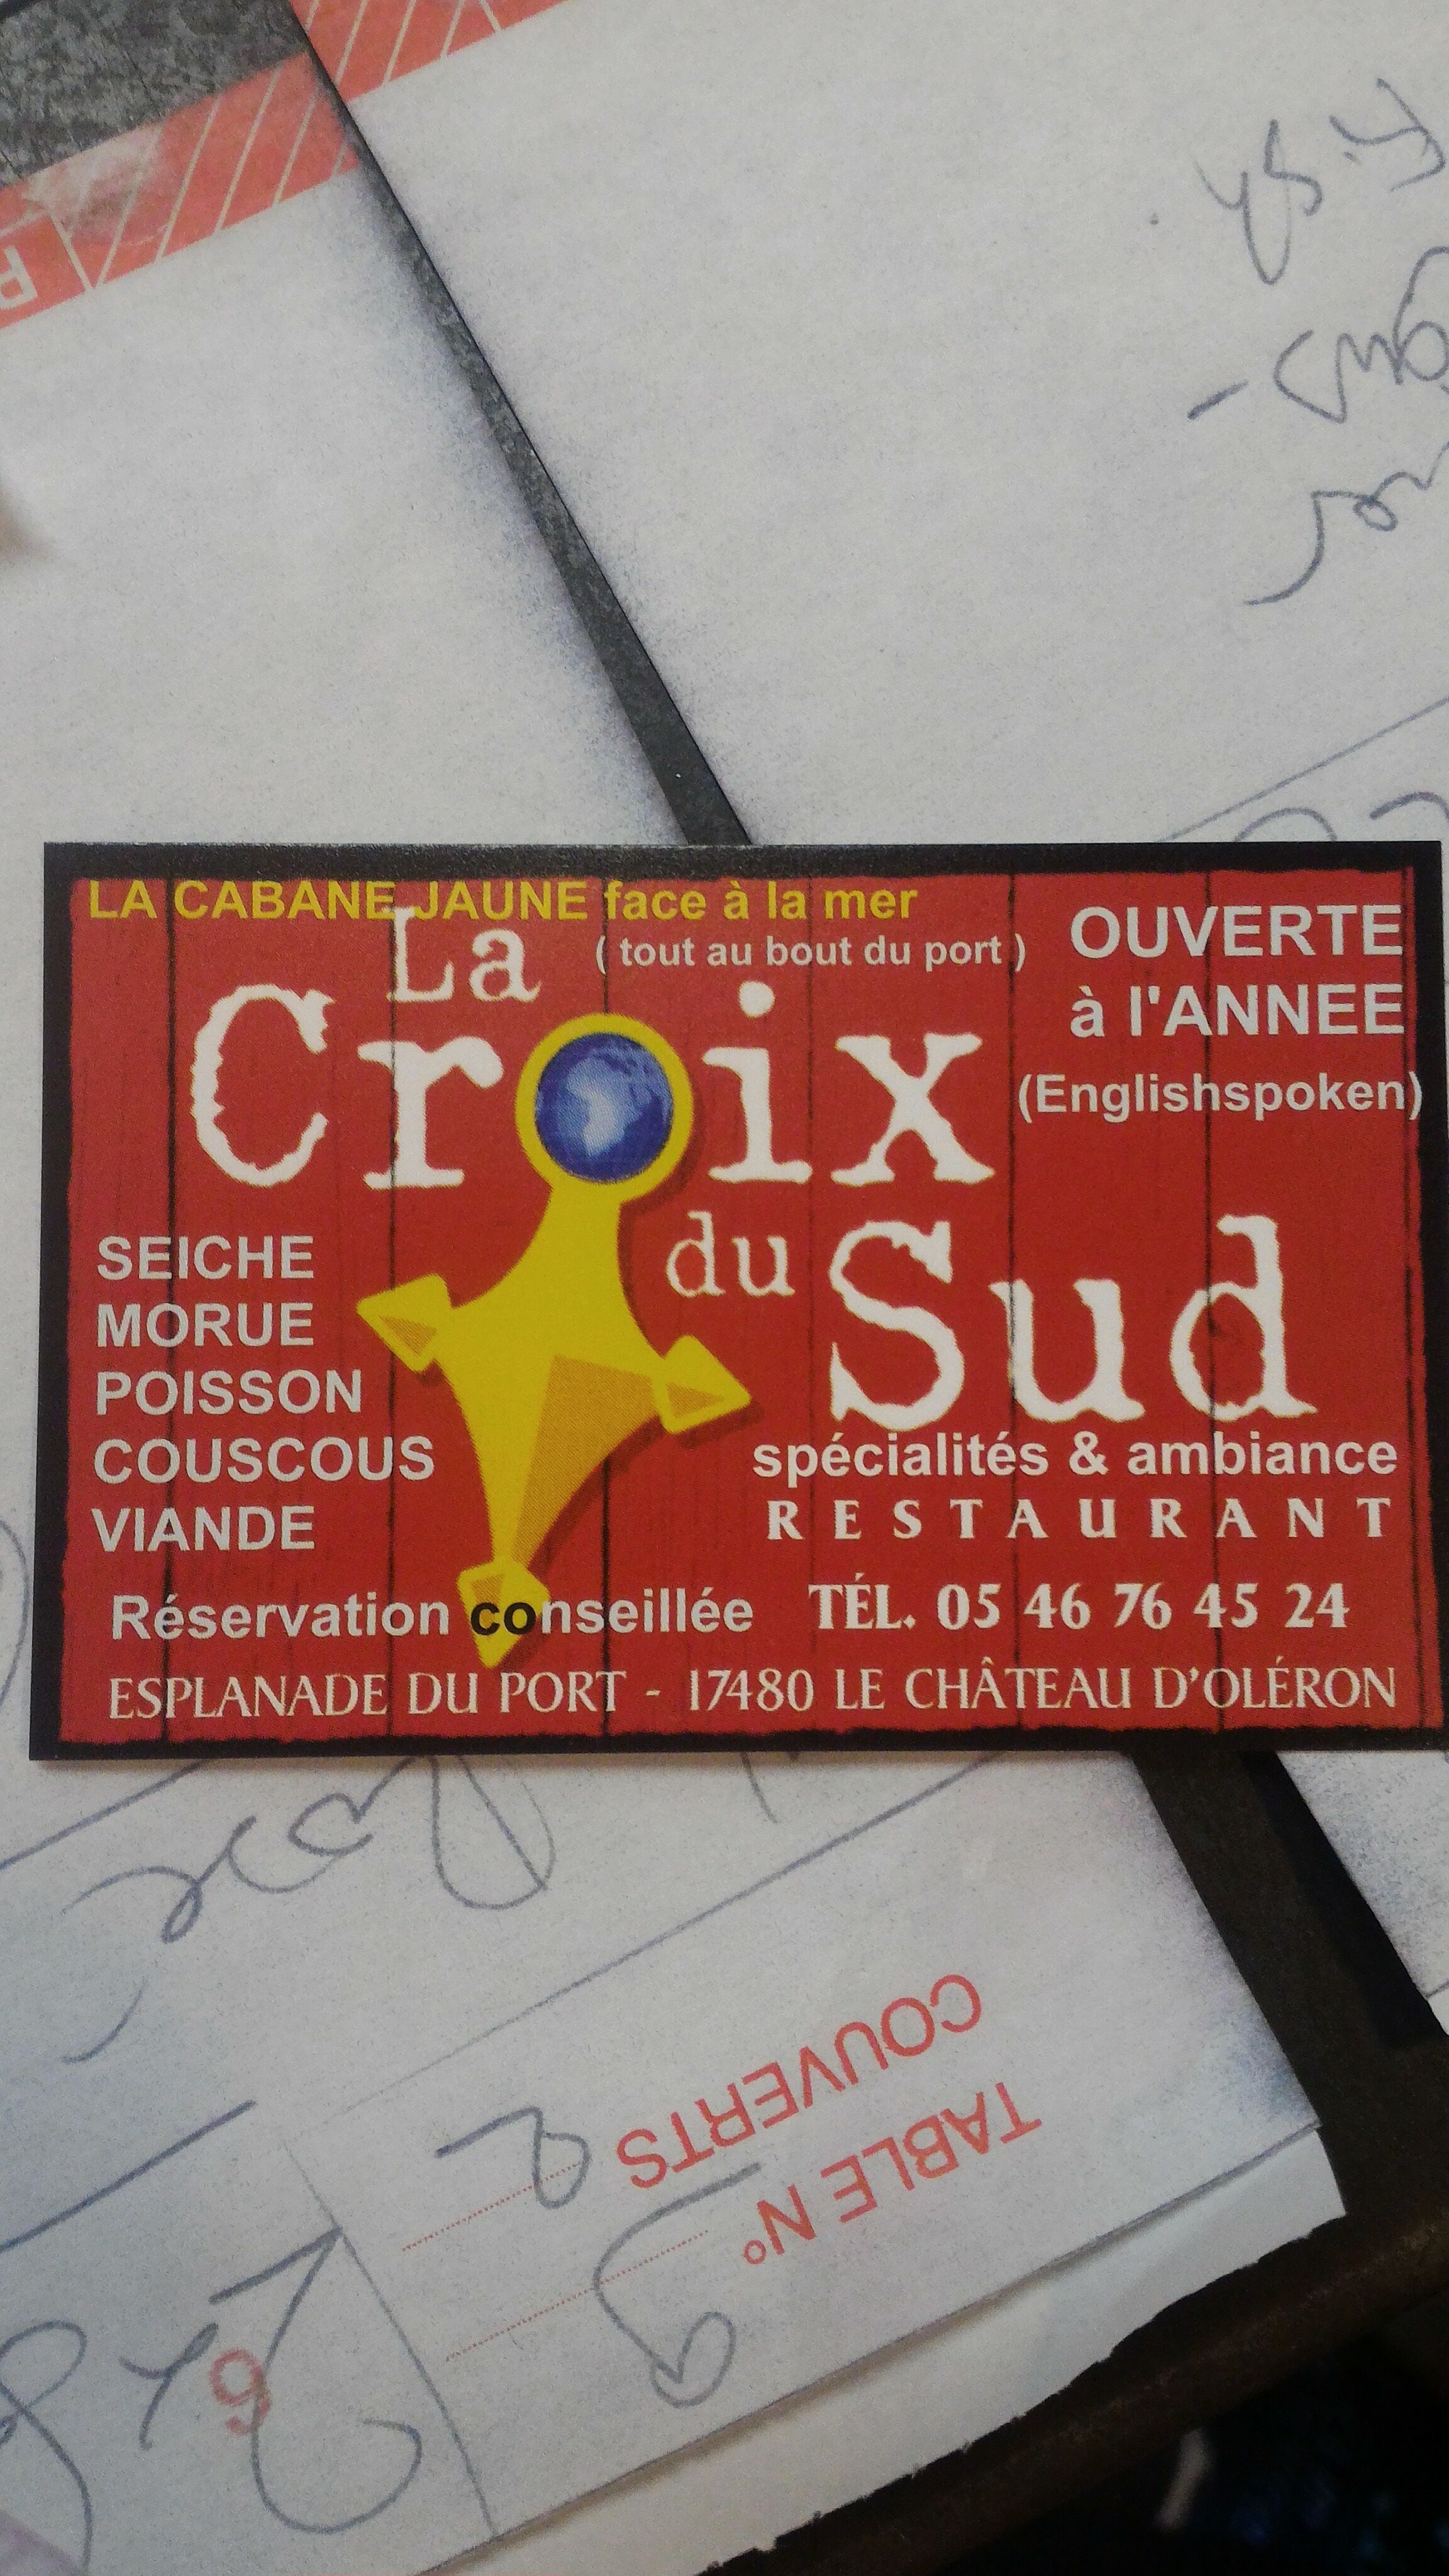 LA CABANE JAUNE face à la mer
( tout au bout du port )
OUVERTE
à l'ANNEE
(Englishspoken)
La
Croix
du Sud
spécialités & ambiance
RESTAURANT
SEICHE
MORUE
POISSON
COUSCOUS
VIANDE
Réservation conseillée TÉL. 05 46 76 45 24
ESPLANADE DU PORT - 17480 LE CHÂTEAU D'OLÉRON
TABLE N°
COUVERTS 2